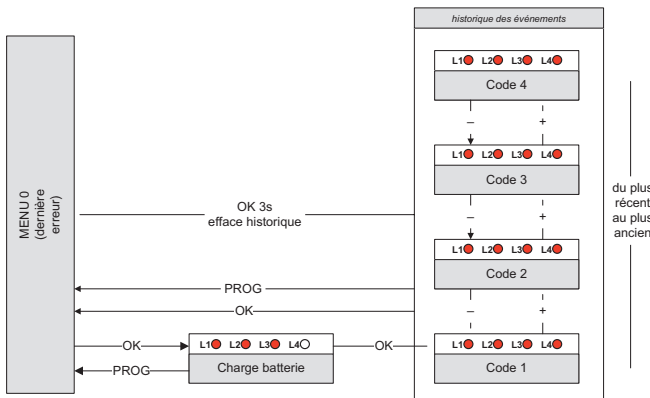 historique des événements
L1 L2 L3 L4
Code 4
– +
L1 L2 L3 L4
Code 3
– +
L1 L2 L3 L4
Code 2
– +
L1 L2 L3 L4
Code 1
du plus
récent
au plus
ancien
MENU 0
(dernière
erreur)
OK 3s
efface historique
PROG
OK
OK
L1 L2 L3 L4
Charge batterie
OK
PROG